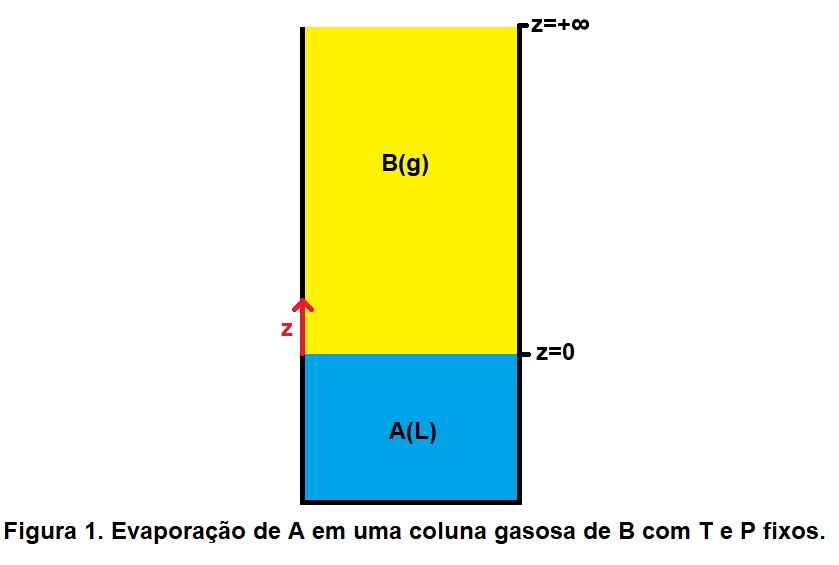 z=+∞
B(g)
z
z=0
A(L)
Figura 1. Evaporação de A em uma coluna gasosa de B com T e P fixos.